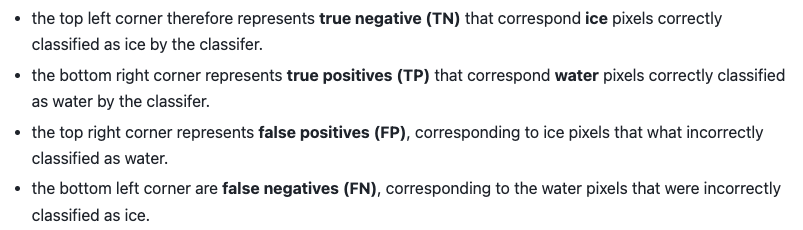 • the top left corner therefore represents true negative (TN) that correspond ice pixels correctly
classified as ice by the classifer.
• the bottom right corner represents true positives (TP) that correspond water pixels correctly classified
as water by the classifer.
• the top right corner represents false positives (FP), corresponding to ice pixels that what incorrectly
classified as water.
• the bottom left corner are false negatives (FN), corresponding to the water pixels that were incorrectly
classified as ice.